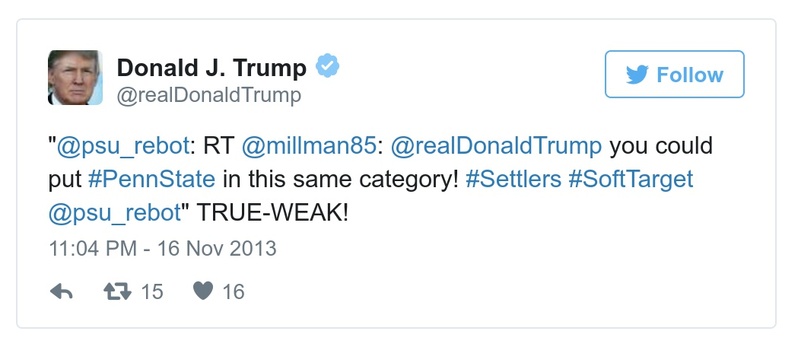 Donald J. Trump
@realDonaldTrump
Follow
"@psu_rebot: RT @millman85: @realDonaldTrump you could
put #PennState in this same category! #Settlers #SoftTarget
@psu_rebot" TRUE-WEAK!
11:04 PM - 16 Nov 2013
15
16